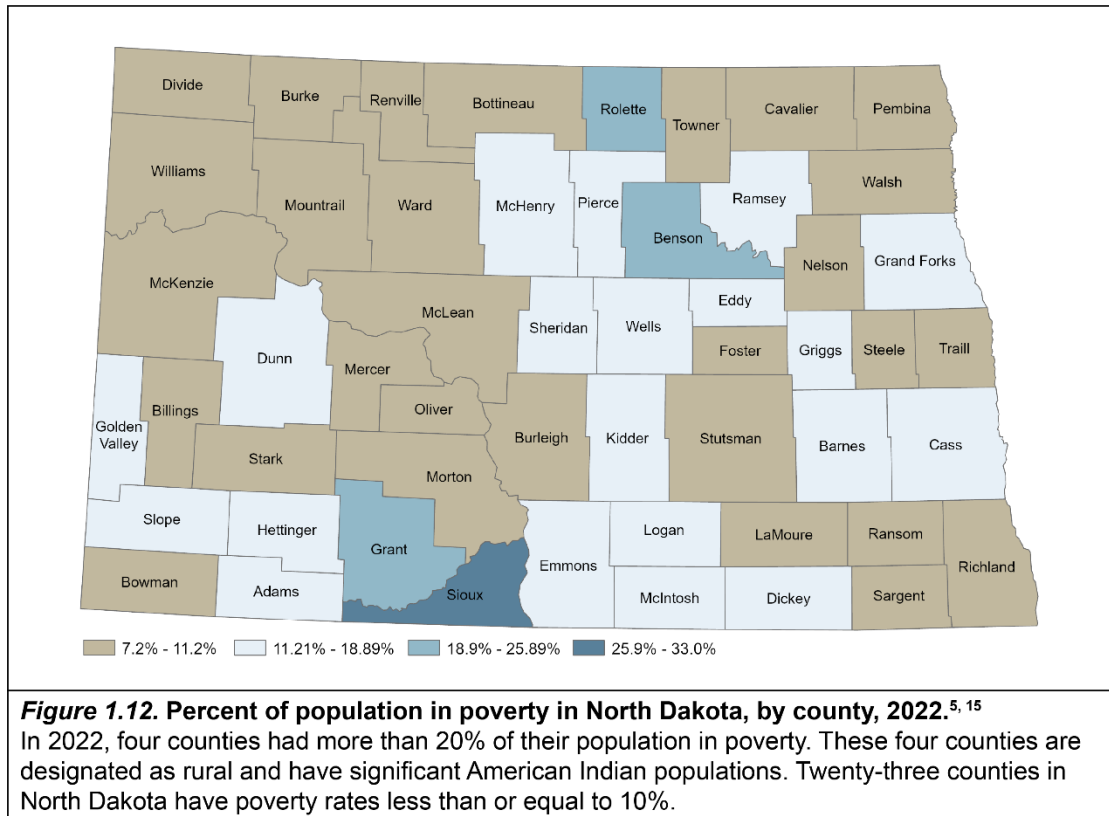 Divide
Burke
Renville
Bottineau
Rolette
Towner
Cavalier
Pembina
Williams
Mountrail
Ward
McHenry
Pierce
Ramsey
Walsh
Benson
Nelson
Grand Forks
McKenzie
McLean
Sheridan
Wells
Eddy
Dunn
Mercer
Foster
Griggs
Steele
Traill
Golden
Valley
Billings
Oliver
Burleigh
Kidder
Stutsman
Barnes
Cass
Stark
Morton
Slope
Hettinger
Grant
Emmons
Logan
LaMoure
Ransom
Richland
Bowman
Adams
Sioux
McIntosh
Dickey
Sargent
7.2% - 11.2%
11.21% - 18.89%
18.9% - 25.89%
25.9% - 33.0%
Figure 1.12. Percent of population in poverty in North Dakota, by county, 2022.5, 15
In 2022, four counties had more than 20% of their population in poverty. These four counties are
designated as rural and have significant American Indian populations. Twenty-three counties in
North Dakota have poverty rates less than or equal to 10%.